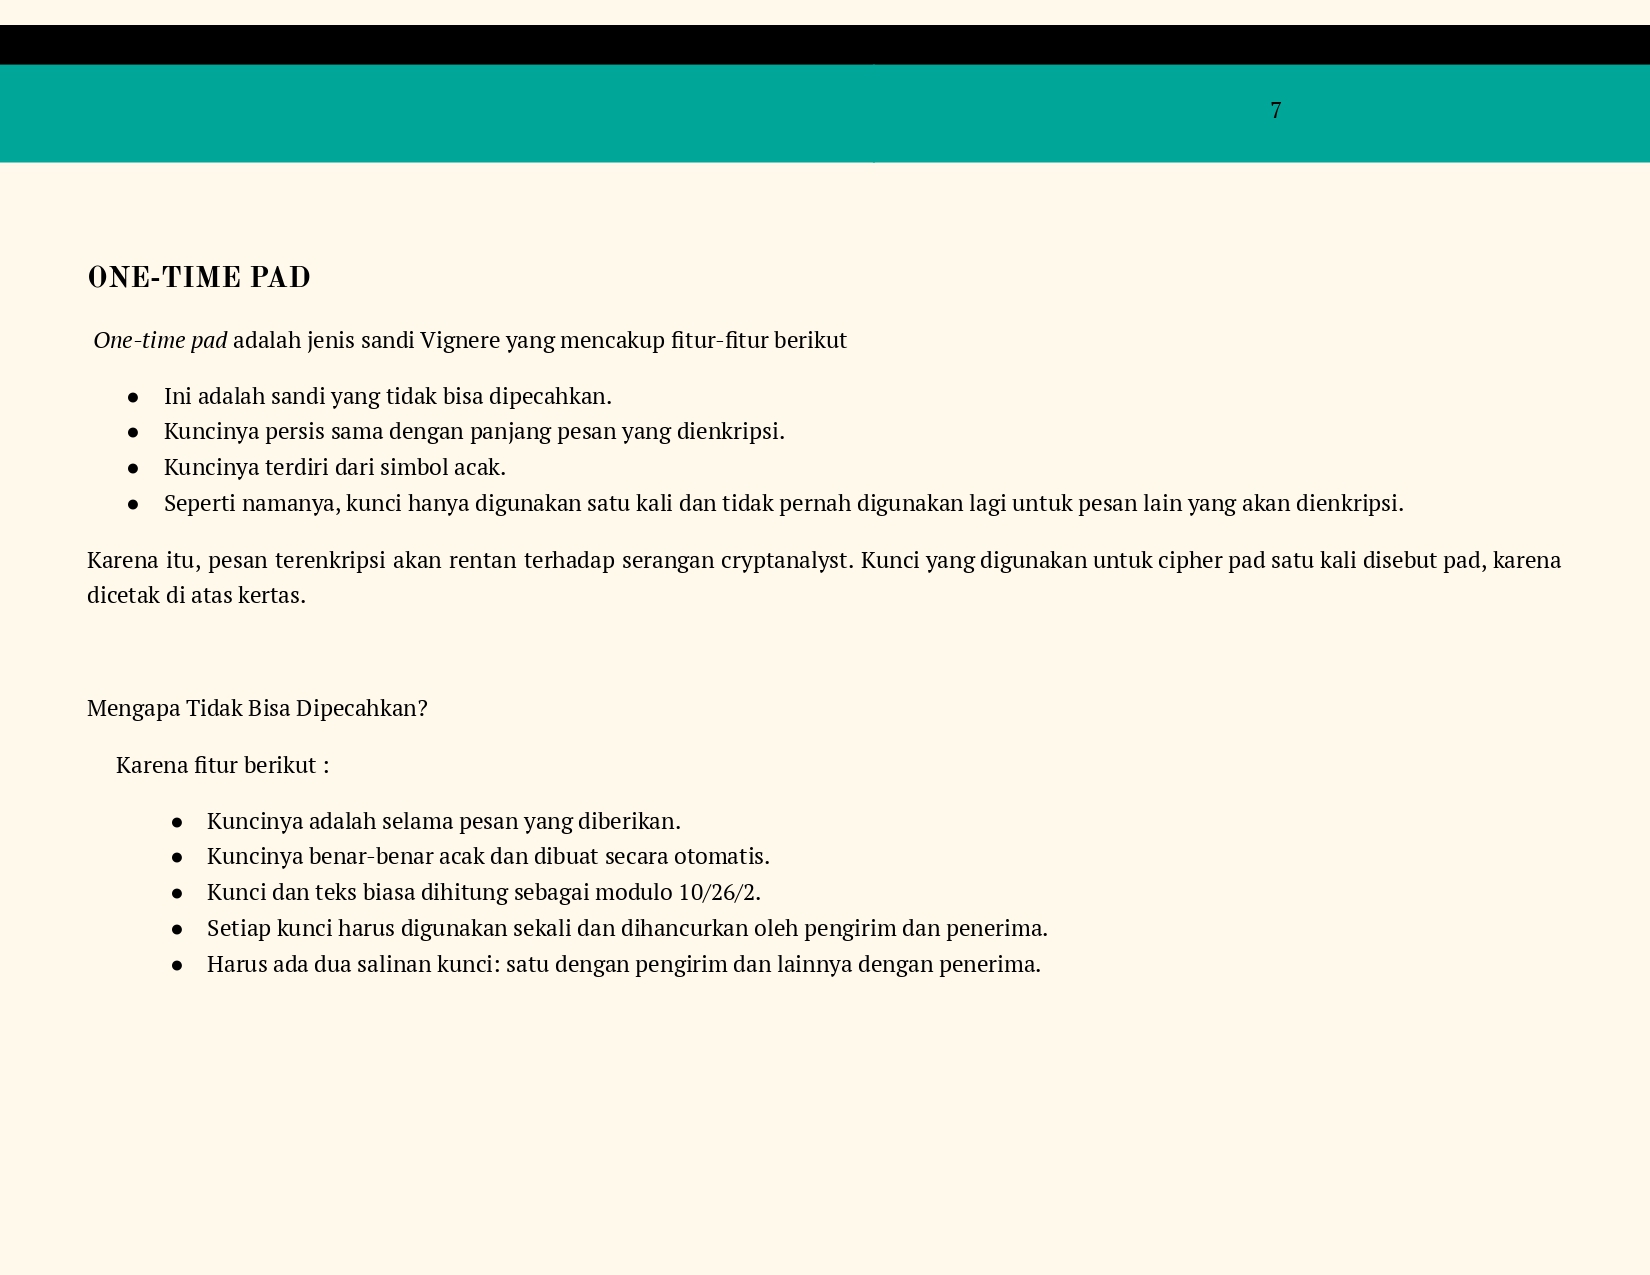 7
ONE-TIME PAD
One-time pad adalah jenis sandi Vignere yang mencakup fitur-fitur berikut
● Ini adalah sandi yang tidak bisa dipecahkan.
● Kuncinya persis sama dengan panjang pesan yang dienkripsi.
● Kuncinya terdiri dari simbol acak.
● Seperti namanya, kunci hanya digunakan satu kali dan tidak pernah digunakan lagi untuk pesan lain yang akan dienkripsi.
Karena itu, pesan terenkripsi akan rentan terhadap serangan cryptanalyst. Kunci yang digunakan untuk cipher pad satu kali disebut pad, karena
dicetak di atas kertas.
Mengapa Tidak Bisa Dipecahkan?
Karena fitur berikut :
● Kuncinya adalah selama pesan yang diberikan.
● Kuncinya benar-benar acak dan dibuat secara otomatis.
● Kunci dan teks biasa dihitung sebagai modulo 10/26/2.
● Setiap kunci harus digunakan sekali dan dihancurkan oleh pengirim dan penerima.
● Harus ada dua salinan kunci: satu dengan pengirim dan lainnya dengan penerima.